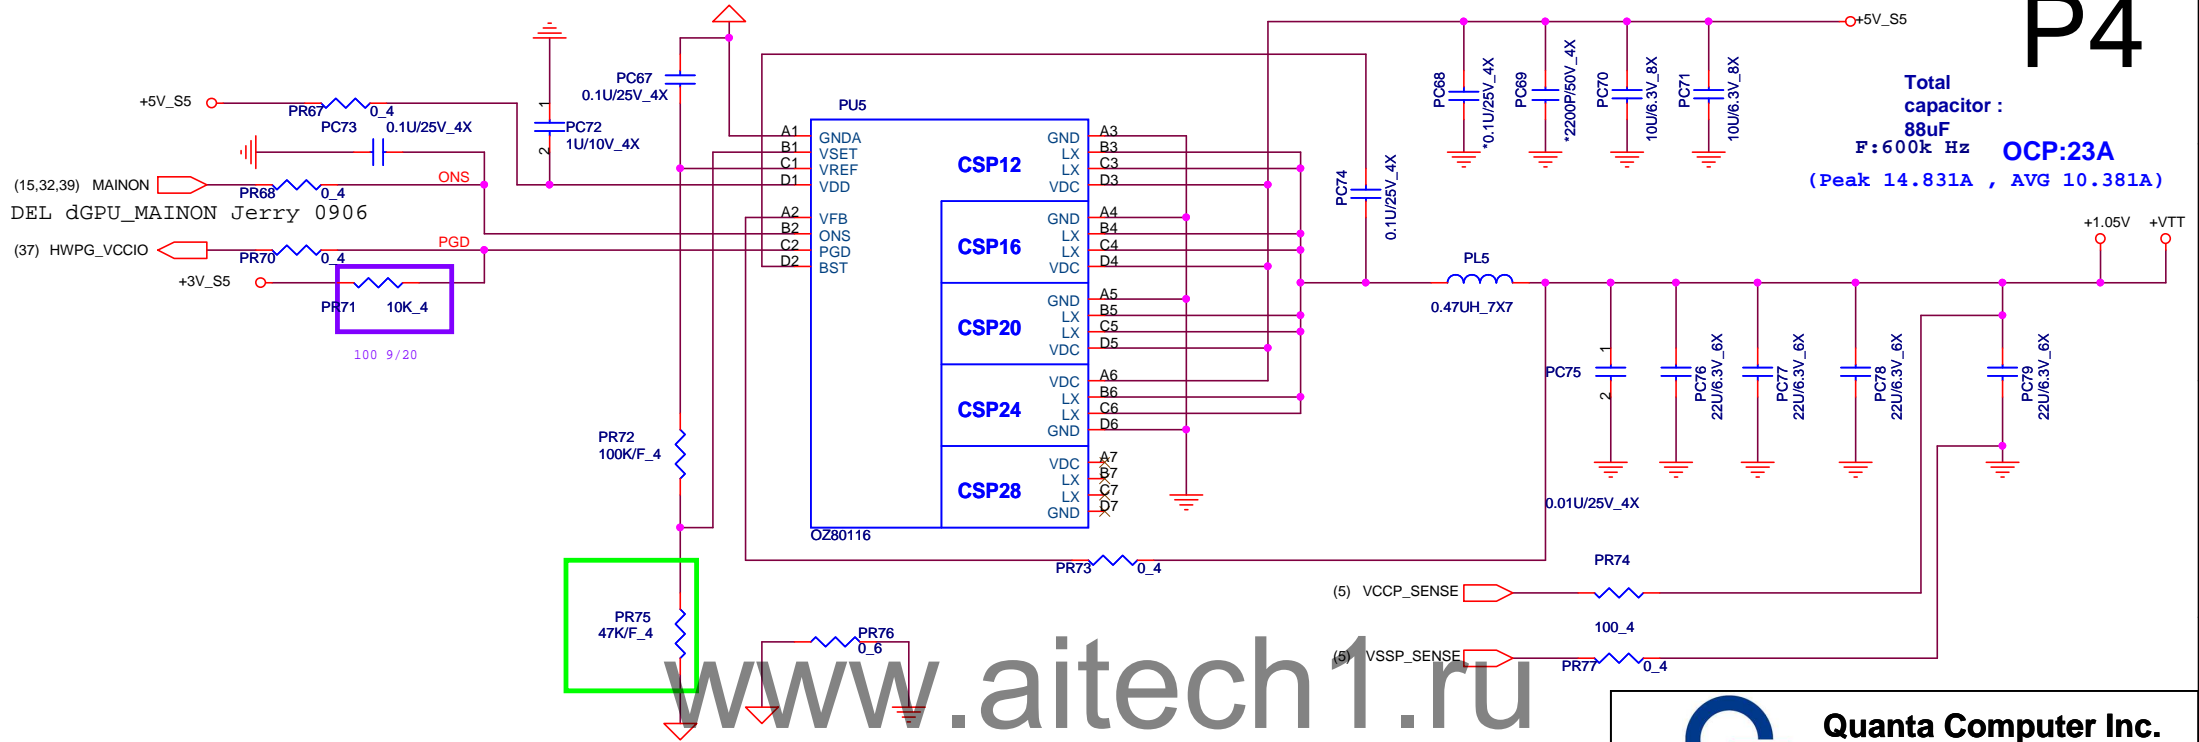 P4
+5V_S5
Total
capacitor :
88uF
F:600k Hz
OCP:23A
(Peak 14.831A , AVG 10.381A)
PC68
*0.1U/25V_4X
PC69
*2200P/50V_4X
PC70
10U/6.3V_8X
PC71
10U/6.3V_8X
+5V_S5
PR67
0_4
PC73
0.1U/25V_4X
PC72
1U/10V_4X
1
2
PC67
0.1U/25V_4X
(15,32,39) MAINON
PR68
0_4
ONS
DEL dGPU_MAINON Jerry 0906
(37) HWPG_VCCIO
PR70
0_4
PGD
+3V_S5
PR71
10K_4
100 9/20
PU5
A1 GNDA
B1 VSET
C1 VREF
D1 VDD
A2 VFB
B2 ONS
C2 PGD
D2 BST
CSP12
GND A3
LX B3
LX C3
VDC D3
CSP16
GND A4
LX B4
LX C4
VDC D4
CSP20
GND A5
LX B5
LX C5
VDC D5
CSP24
VDC A6
LX B6
LX C6
GND D6
CSP28
VDC A7
LX B7
LX C7
GND D7
OZ80116
PC74
0.1U/25V_4X
PL5
0.47UH_7X7
+1.05V
+VTT
PC75
1
2
0.01U/25V_4X
PC76
22U/6.3V_6X
PC77
22U/6.3V_6X
PC78
22U/6.3V_6X
PC79
22U/6.3V_6X
PR72
100K/F_4
PR73
0_4
PR75
47K/F_4
PR76
0_6
(5) VCCP_SENSE
PR74
100_4
(5) VSSP_SENSE
PR77
0_4
www.aitech1.ru
Quanta Computer Inc.